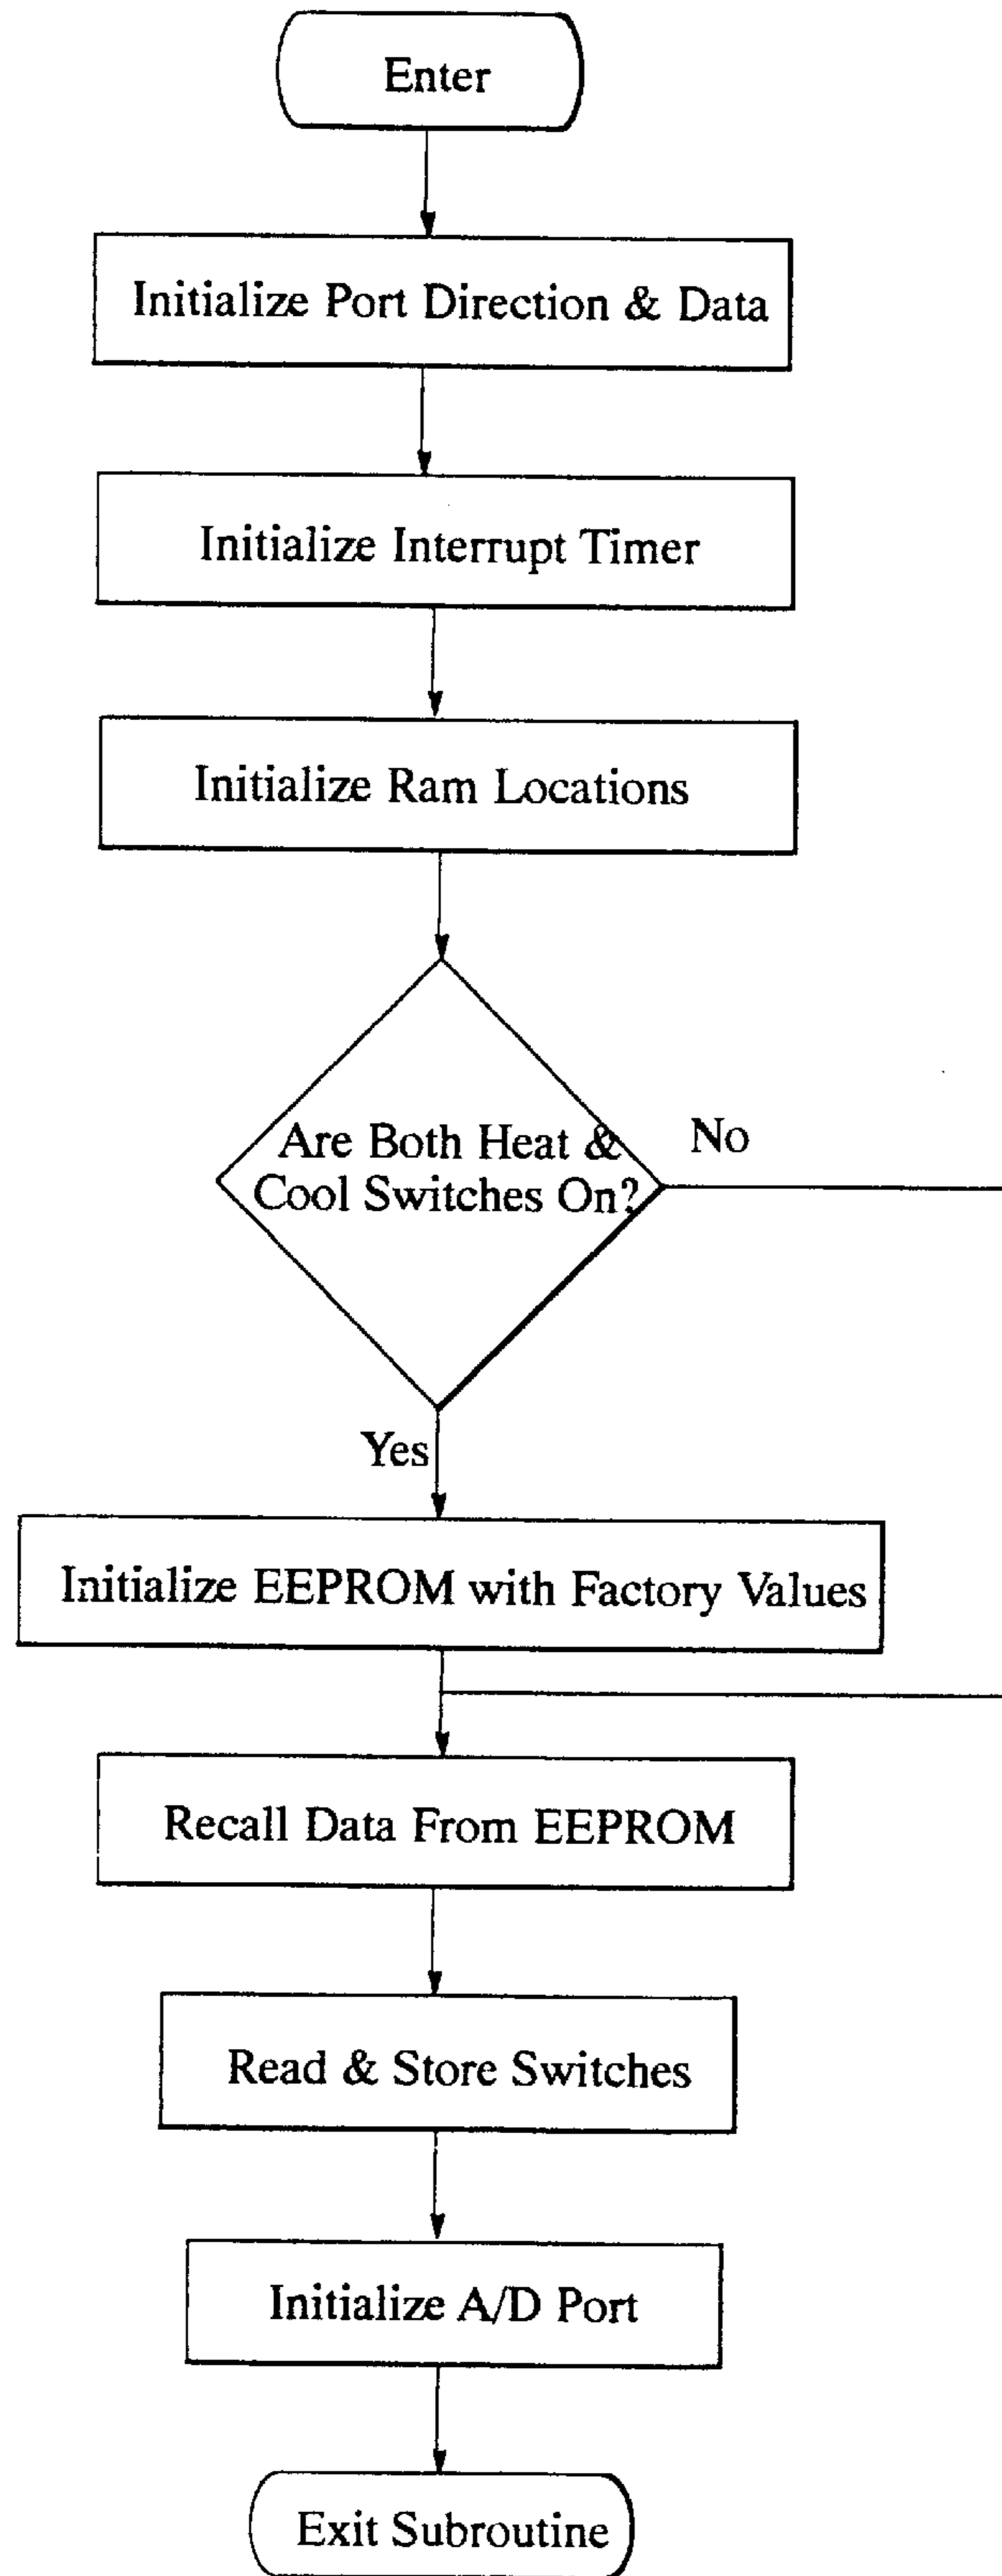 Enter
Initialize Port Direction & Data
Initialize Interrupt Timer
Initialize Ram Locations
Are Both Heat &
Cool Switches On?
No
Yes
Initialize EEPROM with Factory Values
Recall Data From EEPROM
Read & Store Switches
Initialize A/D Port
Exit Subroutine